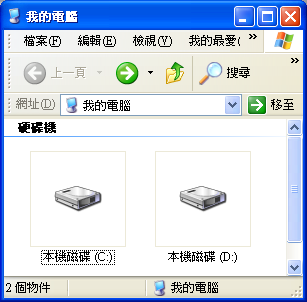 我的電腦
檔案(F) 編輯(E) 檢視(V) 我的最愛( »
上一頁 搜尋 »
網址(D) 我的電腦 移至
硬碟機
本機磁碟 (C:) 本機磁碟 (D:)
2 個物件 我的電腦